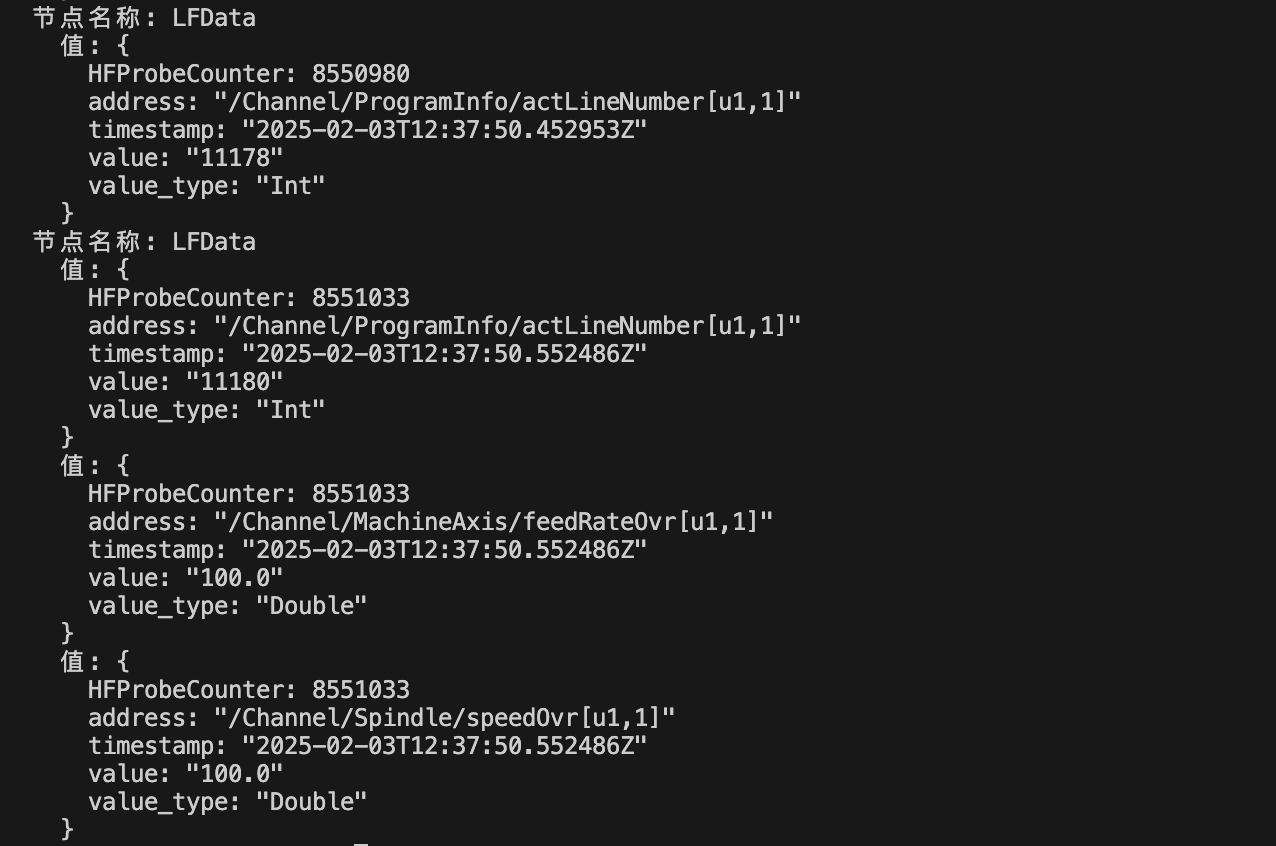 节点名称: LFData
值: {
HFProbeCounter: 8550980
address: "/Channel/ProgramInfo/actLineNumber[u1,1]"
timestamp: "2025-02-03T12:37:50.452953Z"
value: "11178"
value_type: "Int"
}
节点名称: LFData
值: {
HFProbeCounter: 8551033
address: "/Channel/ProgramInfo/actLineNumber[u1,1]"
timestamp: "2025-02-03T12:37:50.552486Z"
value: "11180"
value_type: "Int"
}
值: {
HFProbeCounter: 8551033
address: "/Channel/MachineAxis/feedRateOvr[u1,1]"
timestamp: "2025-02-03T12:37:50.552486Z"
value: "100.0"
value_type: "Double"
}
值: {
HFProbeCounter: 8551033
address: "/Channel/Spindle/speedOvr[u1,1]"
timestamp: "2025-02-03T12:37:50.552486Z"
value: "100.0"
value_type: "Double"
}